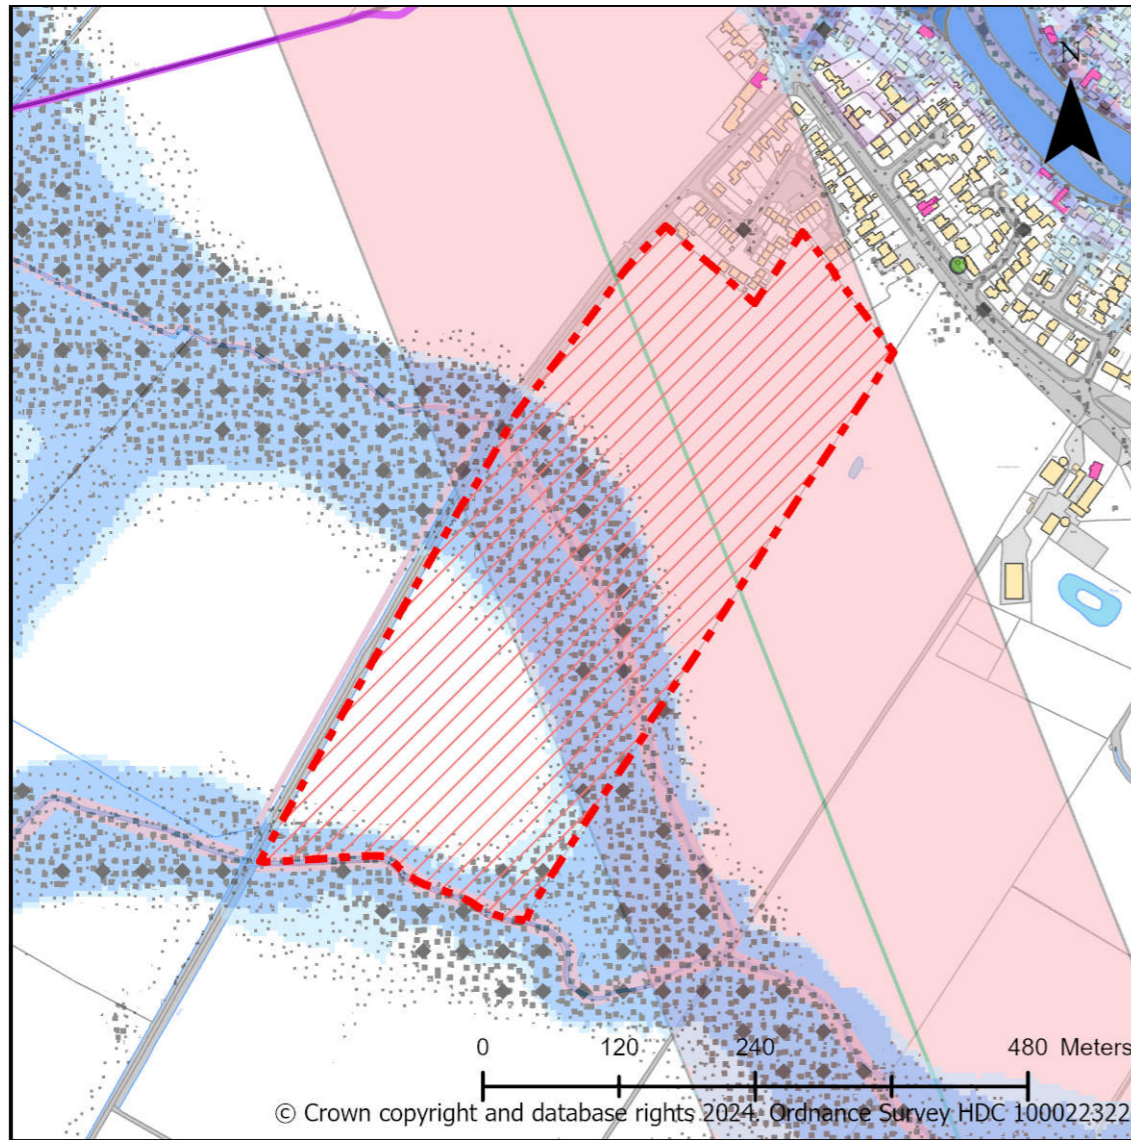 N
0 120 240 480 Meters
© Crown copyright and database rights 2024. Ordnance Survey HDC 100022322